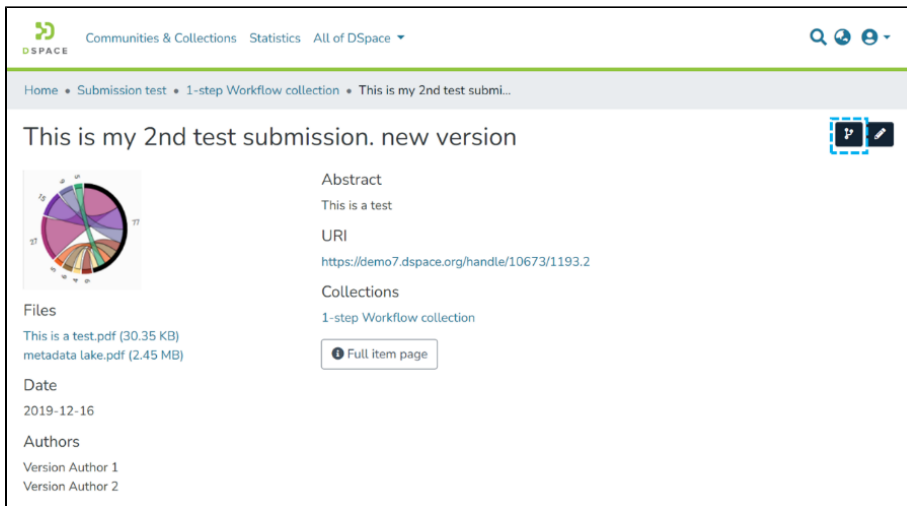 DSPACE
Communities & Collections Statistics All of DSpace
Home • Submission test • 1-step Workflow collection • This is my 2nd test submi...
This is my 2nd test submission. new version
Abstract
This is a test
URI
https://demo7.dspace.org/handle/10673/1193.2
Collections
1-step Workflow collection
Full item page
77
27
15
Files
This is a test.pdf (30.35 KB)
metadata lake.pdf (2.45 MB)
Date
2019-12-16
Authors
Version Author 1
Version Author 2